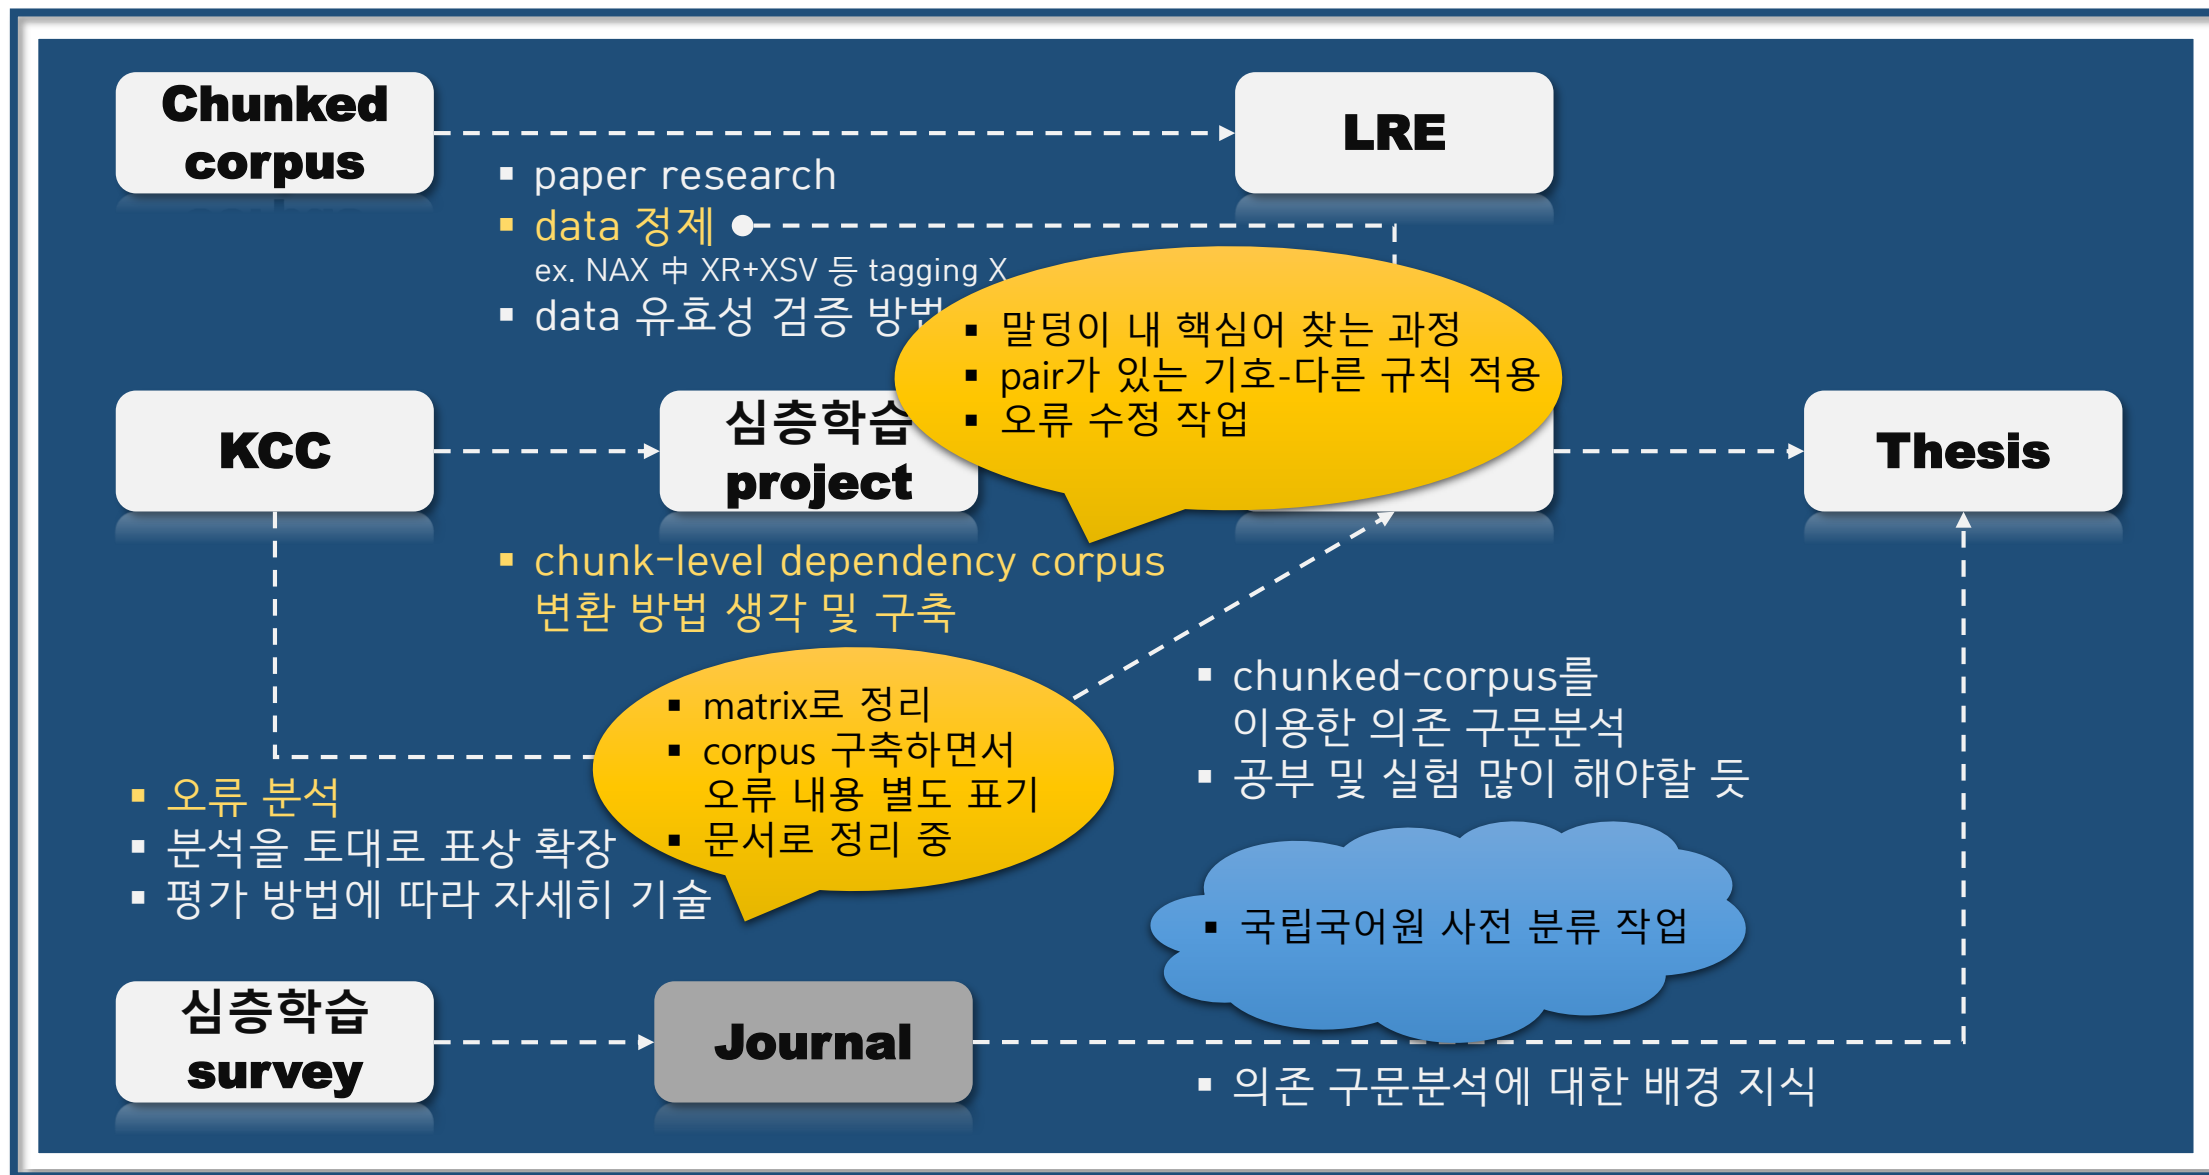 Chunked
corpus
LRE
▪ paper research
▪ data 정제
ex. NAX 中 XR+XSV 등 tagging X
▪ data 유효성 검증 방법
▪ 말덩이 내 핵심어 찾는 과정
▪ pair가 있는 기호-다른 규칙 적용
▪ 오류 수정 작업
KCC
심층학습
project
Thesis
▪ chunk-level dependency corpus
변환 방법 생각 및 구축
▪ matrix로 정리
▪ corpus 구축하면서
오류 내용 별도 표기
▪ 문서로 정리 중
▪ chunked-corpus를
이용한 의존 구문분석
▪ 공부 및 실험 많이 해야할 듯
▪ 오류 분석
▪ 분석을 토대로 표상 확장
▪ 평가 방법에 따라 자세히 기술
▪ 국립국어원 사전 분류 작업
심층학습
survey
Journal
▪ 의존 구문분석에 대한 배경 지식